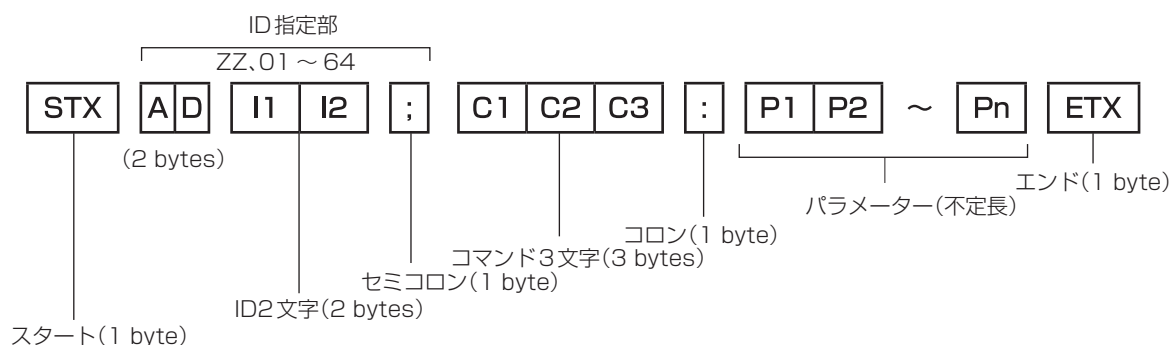 ID指定部
ZZ、01 ～ 64
STX A D I1 I2 ; C1 C2 C3 : P1 P2 ～ Pn ETX
(2 bytes)
エンド(1 byte)
パラメーター(不定長)
コロン(1 byte)
コマンド3文字(3 bytes)
セミコロン(1 byte)
ID2文字(2 bytes)
スタート(1 byte)